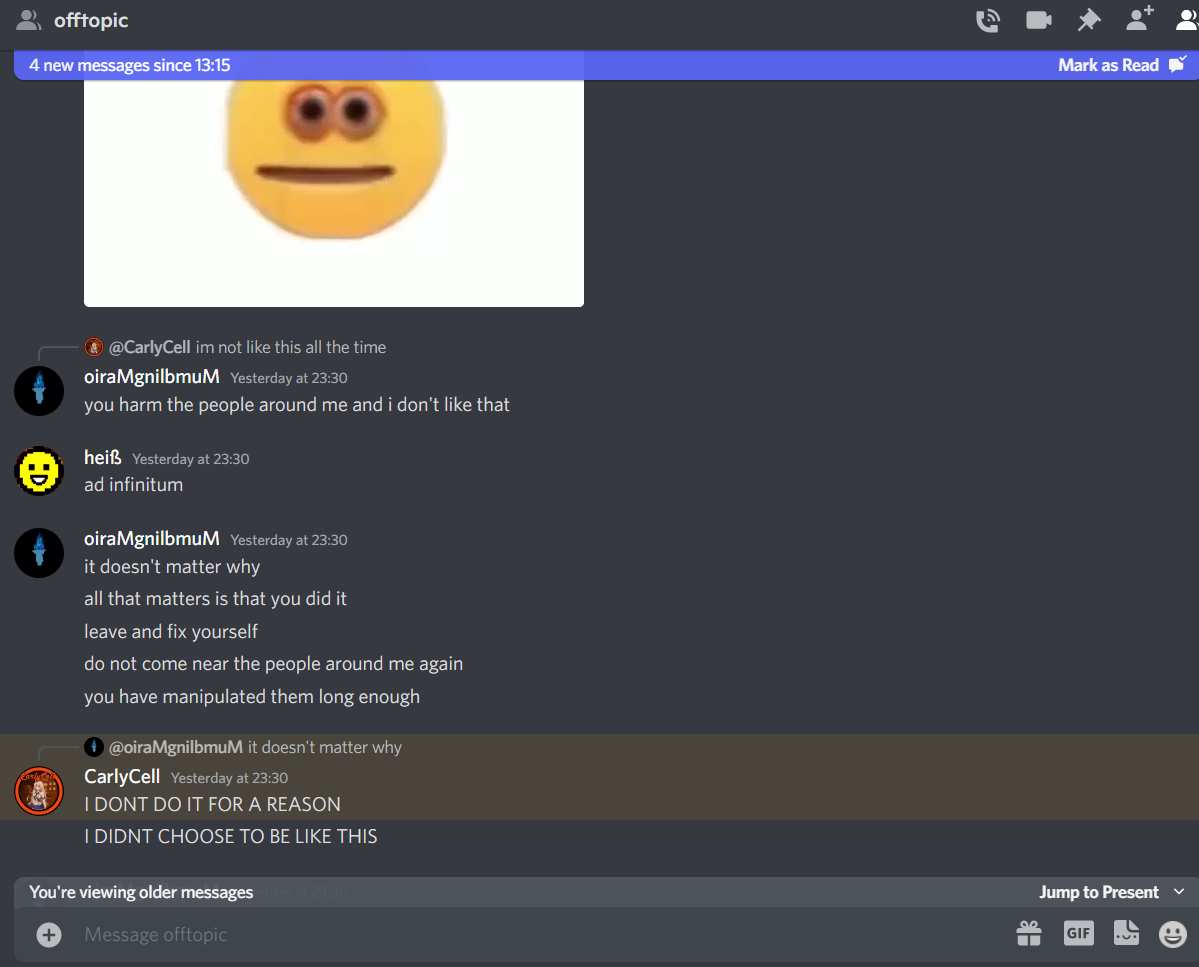 offtopic
4 new messages since 13:15
Mark as Read
@CarlyCell im not like this all the time
oiraMgnilbmuM Yesterday at 23:30
you harm the people around me and i don't like that
heiß Yesterday at 23:30
ad infinitum
oiraMgnilbmuM Yesterday at 23:30
it doesn't matter why
all that matters is that you did it
leave and fix yourself
do not come near the people around me again
you have manipulated them long enough
@oiraMgnilbmuM it doesn't matter why
CarlyCell Yesterday at 23:30
I DONT DO IT FOR A REASON
I DIDNT CHOOSE TO BE LIKE THIS
You're viewing older messages
Jump to Present
Message offtopic
GIF